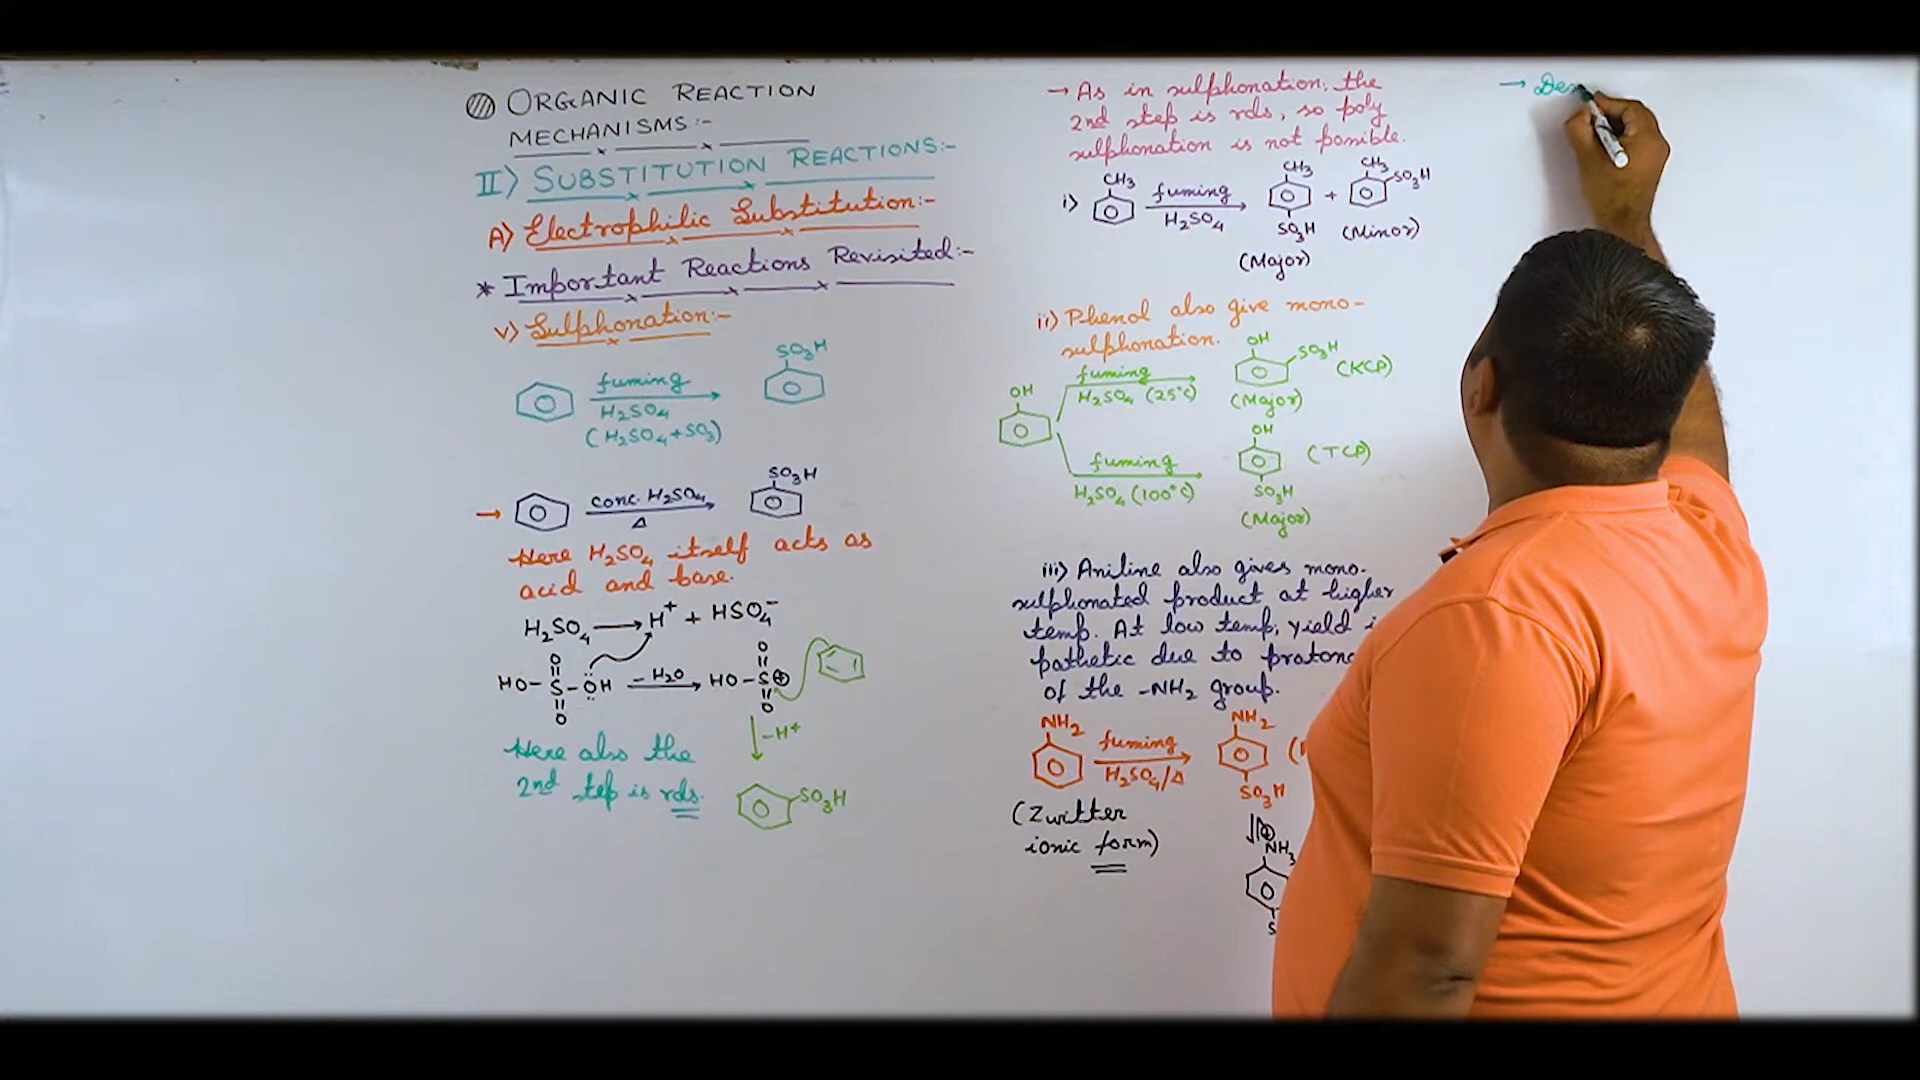 ORGANIC REACTION
MECHANISMS:-
II) SUBSTITUTION REACTIONS:-
A) Electrophilic Substitution:-
* Important Reactions Revisited:-
v) Sulphonation:-
SO3H
fuming
H2SO4
(H2SO4+SO3)
SO3H
→ conc. H2SO4
Δ
Here H2SO4 itself acts as
acid and base.
H2SO4 → H+ + HSO4-
O O
HO-S-OH -H2O HO-S⊕
O O
-H+
Here also the
2nd step is rds.
SO3H
→ As in sulphonation, the
2nd step is rds, so poly
sulphonation is not possible.
i) CH3 fuming H2SO4 CH3 + CH3 SO3H
SO3H (Minor)
(Major)
ii) Phenol also give mono-
sulphonation.
OH SO3H (KCP)
fuming
H2SO4 (25°C)
(Major)
OH
OH (TCP)
fuming
H2SO4 (100°C)
SO3H
(Major)
iii) Aniline also gives mono-
sulphonated product at higher
temp. At low temp, yield
pathetic due to
of the -NH2 group.
NH2 fuming NH2
H2SO4/Δ
SO3H
(Zwitter
ionic form)
⊕
NH3
S
→ Des